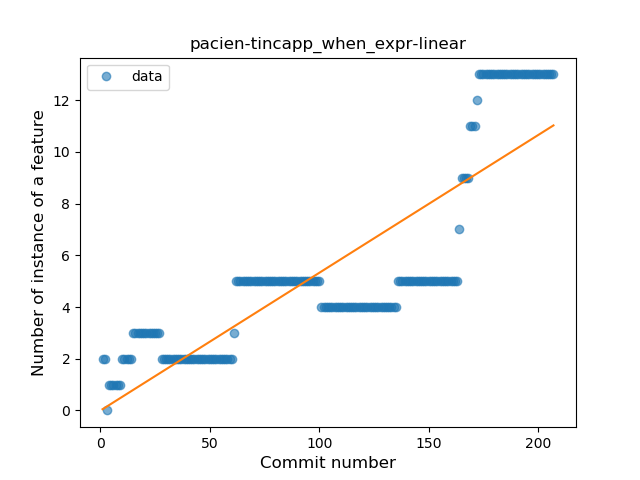 pacien-tincapp_when_expr-linear
data
Number of instance of a feature
12
10
8
6
4
2
0
0 50 100 150 200
Commit number